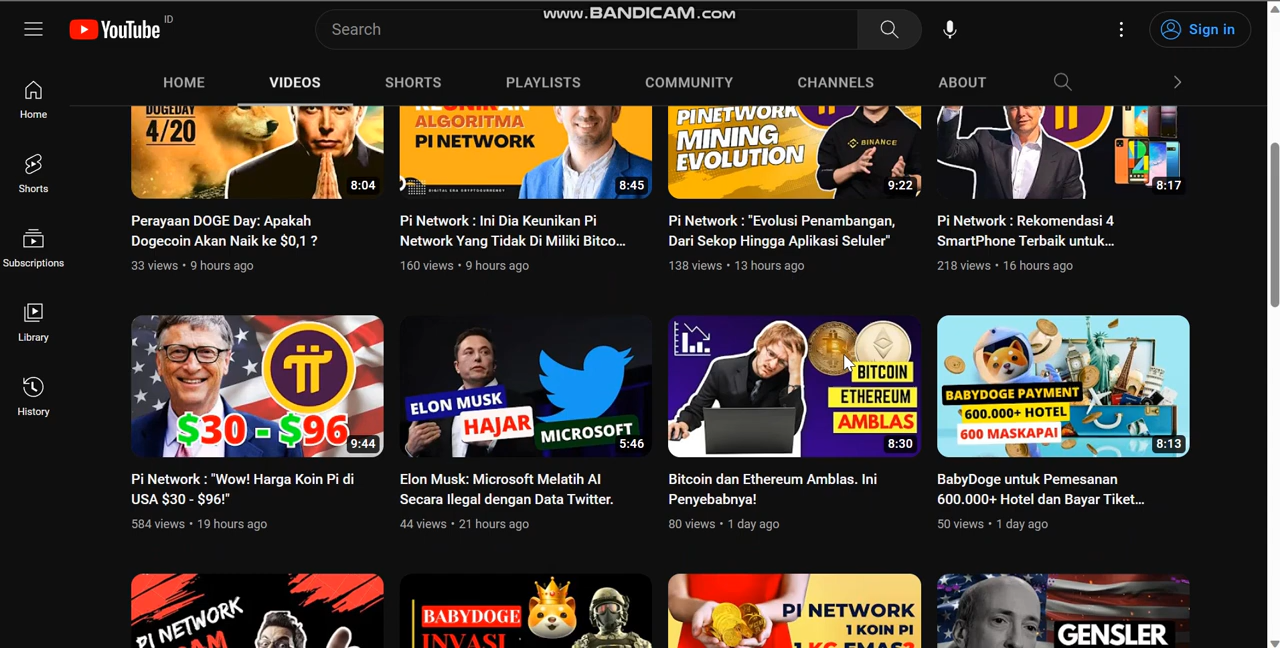 www.BANDICAM.com
YouTube ID
Search
Sign in
HOME VIDEOS SHORTS PLAYLISTS COMMUNITY CHANNELS ABOUT
Home
Shorts
Subscriptions
Library
History
DOGEDAY
4/20
8:04
ALGORITMA
PI NETWORK
DIGITAL ERA CRYPTOCURRENCY
8:45
PI NETWORK
MINING
EVOLUTION
BINANCE
9:22
8:17
Perayaan DOGE Day: Apakah
Dogecoin Akan Naik ke $0,1 ?
33 views • 9 hours ago
Pi Network : Ini Dia Keunikan Pi
Network Yang Tidak Di Miliki Bitco...
160 views • 9 hours ago
Pi Network : "Evolusi Penambangan,
Dari Sekop Hingga Aplikasi Seluler"
138 views • 13 hours ago
Pi Network : Rekomendasi 4
SmartPhone Terbaik untuk...
218 views • 16 hours ago
$30 - $96
9:44
ELON MUSK
HAJAR
MICROSOFT
5:46
BITCOIN
ETHEREUM
AMBLAS
8:30
BABYDOGE PAYMENT
600.000+ HOTEL
600 MASKAPAI
8:13
Pi Network : "Wow! Harga Koin Pi di
USA $30 - $96!"
584 views • 19 hours ago
Elon Musk: Microsoft Melatih AI
Secara Ilegal dengan Data Twitter.
44 views • 21 hours ago
Bitcoin dan Ethereum Amblas. Ini
Penyebabnya!
80 views • 1 day ago
BabyDoge untuk Pemesanan
600.000+ Hotel dan Bayar Tiket...
50 views • 1 day ago
PI NETWORK
BABYDOGE
INVASI
PI NETWORK
1 KOIN PI
1 KG EMAS?
GENSLER